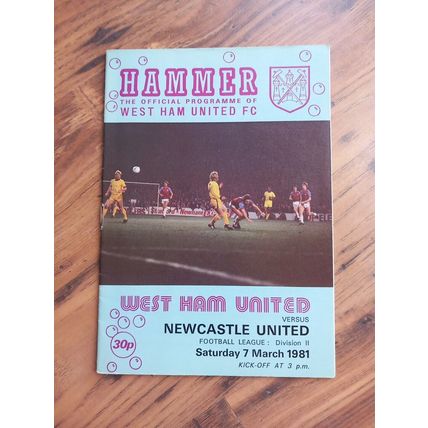 HAMMER
THE OFFICIAL PROGRAMME OF
WEST HAM UNITED FC
WEST HAM UNITED
VERSUS
NEWCASTLE UNITED
FOOTBALL LEAGUE: Division II
Saturday 7 March 1981
KICK-OFF AT 3 p.m.
30p